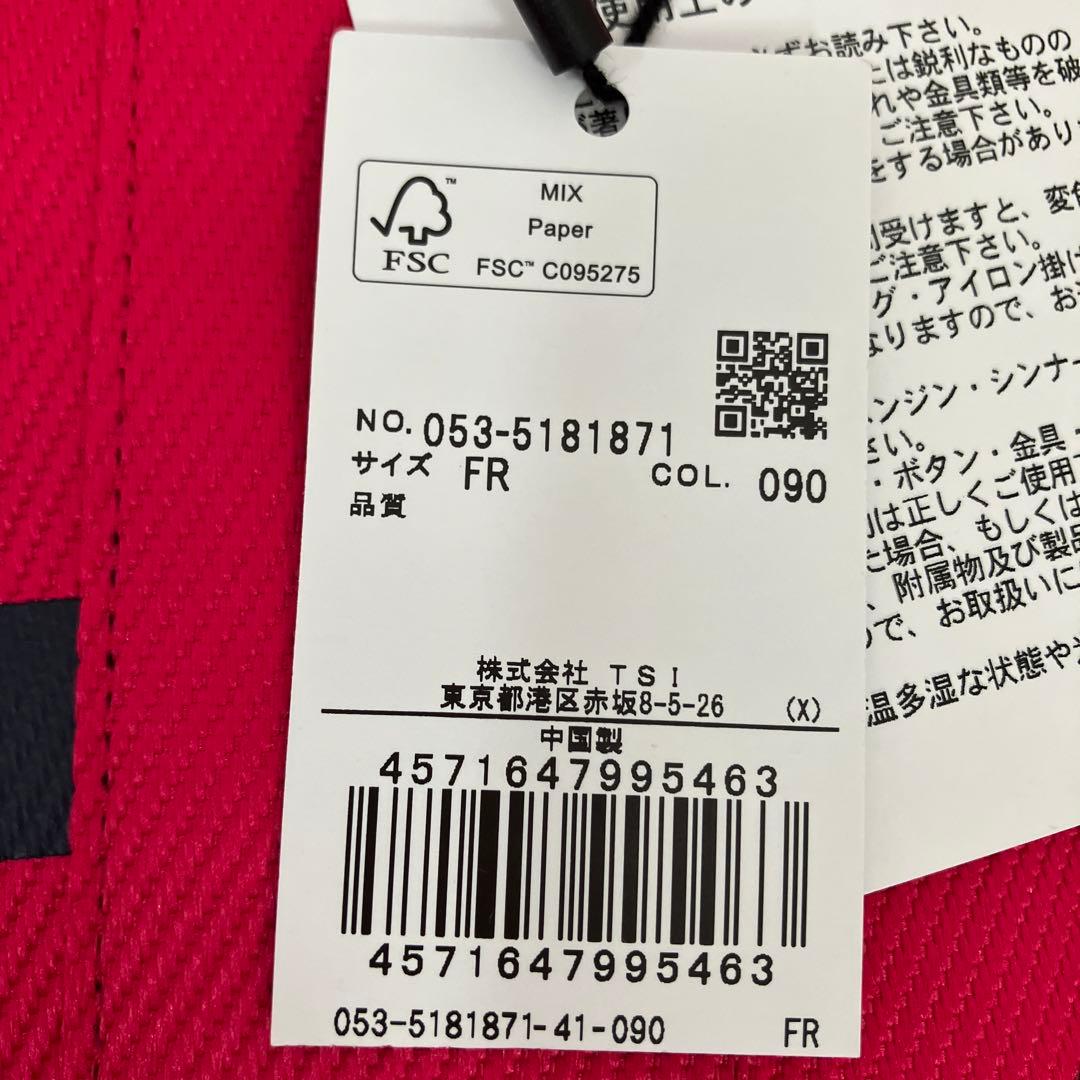 MIX
Paper
FSC™ C095275
FSC
NO. 053-5181871
サイズ FR COL. 090
品質
株式会社 TSI
東京都港区赤坂8-5-26 (X)
中国製
4571647995463
4571647995463
053-5181871-41-090 FR
ずお読み下さい。
は鋭利なものの
れや金具類等を破
ご注意下さい。
をする場合があり
受けますと、変色
ご注意下さい。
グ・アイロン掛け
なりますので、お
ンジン・シンナー
さい。
・ボタン・金具・
は正しくご使用
た場合、もしくは
、附属物及び製品
で、お取扱いに
温多湿な状態や